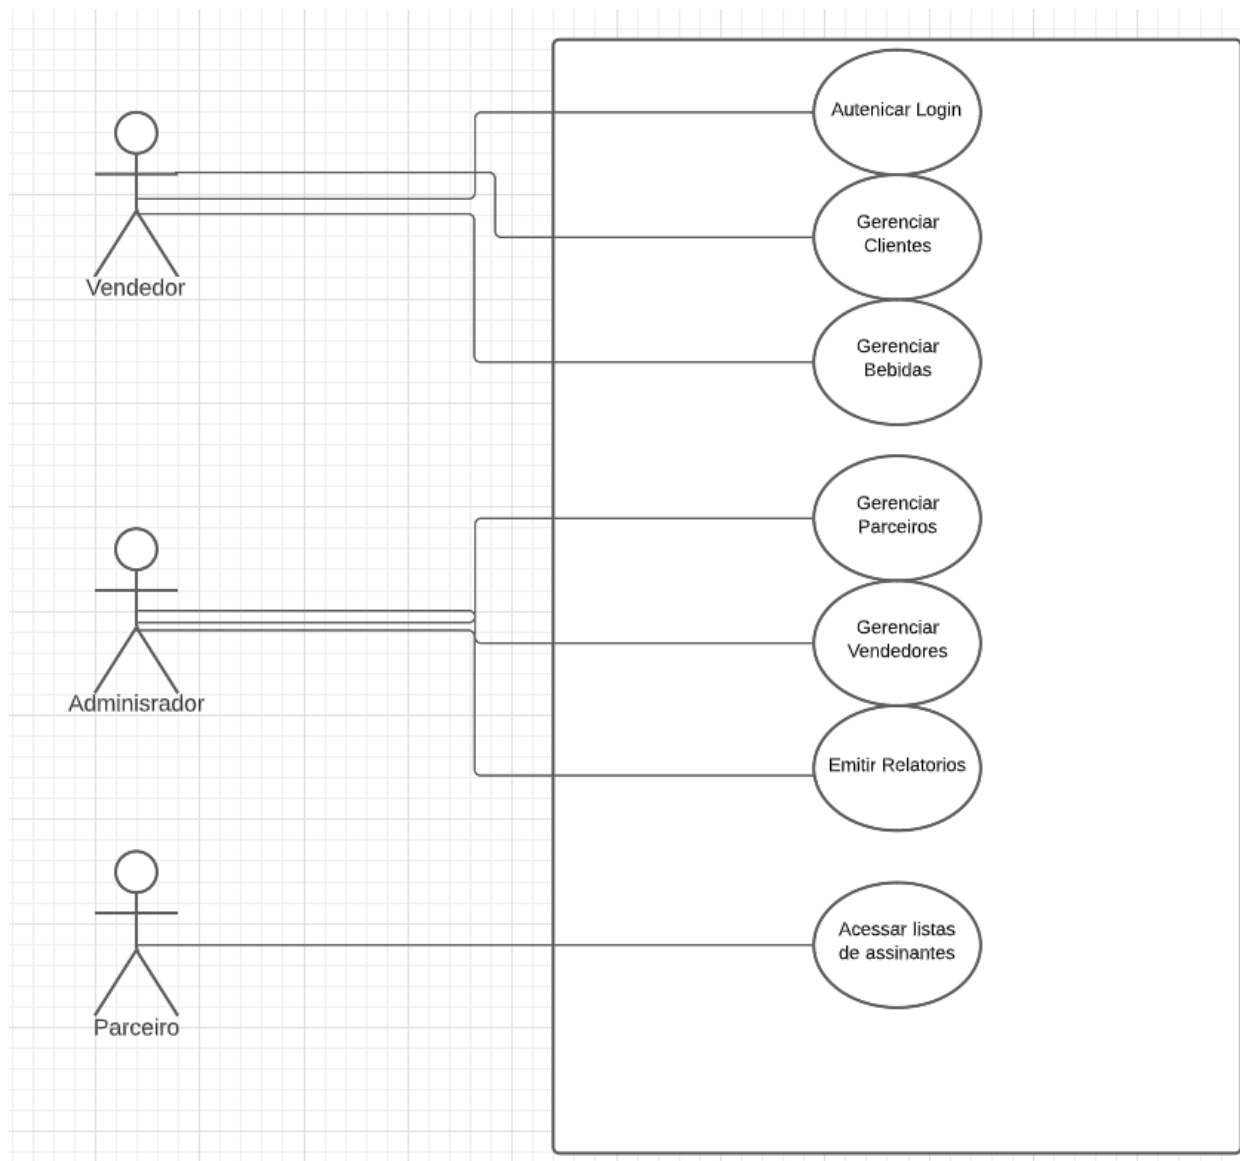 Autenicar Login
Gerenciar
Clientes
Vendedor
Gerenciar
Bebidas
Gerenciar
Parceiros
Gerenciar
Vendedores
Adminisrador
Emitir Relatorios
Acessar listas
de assinantes
Parceiro